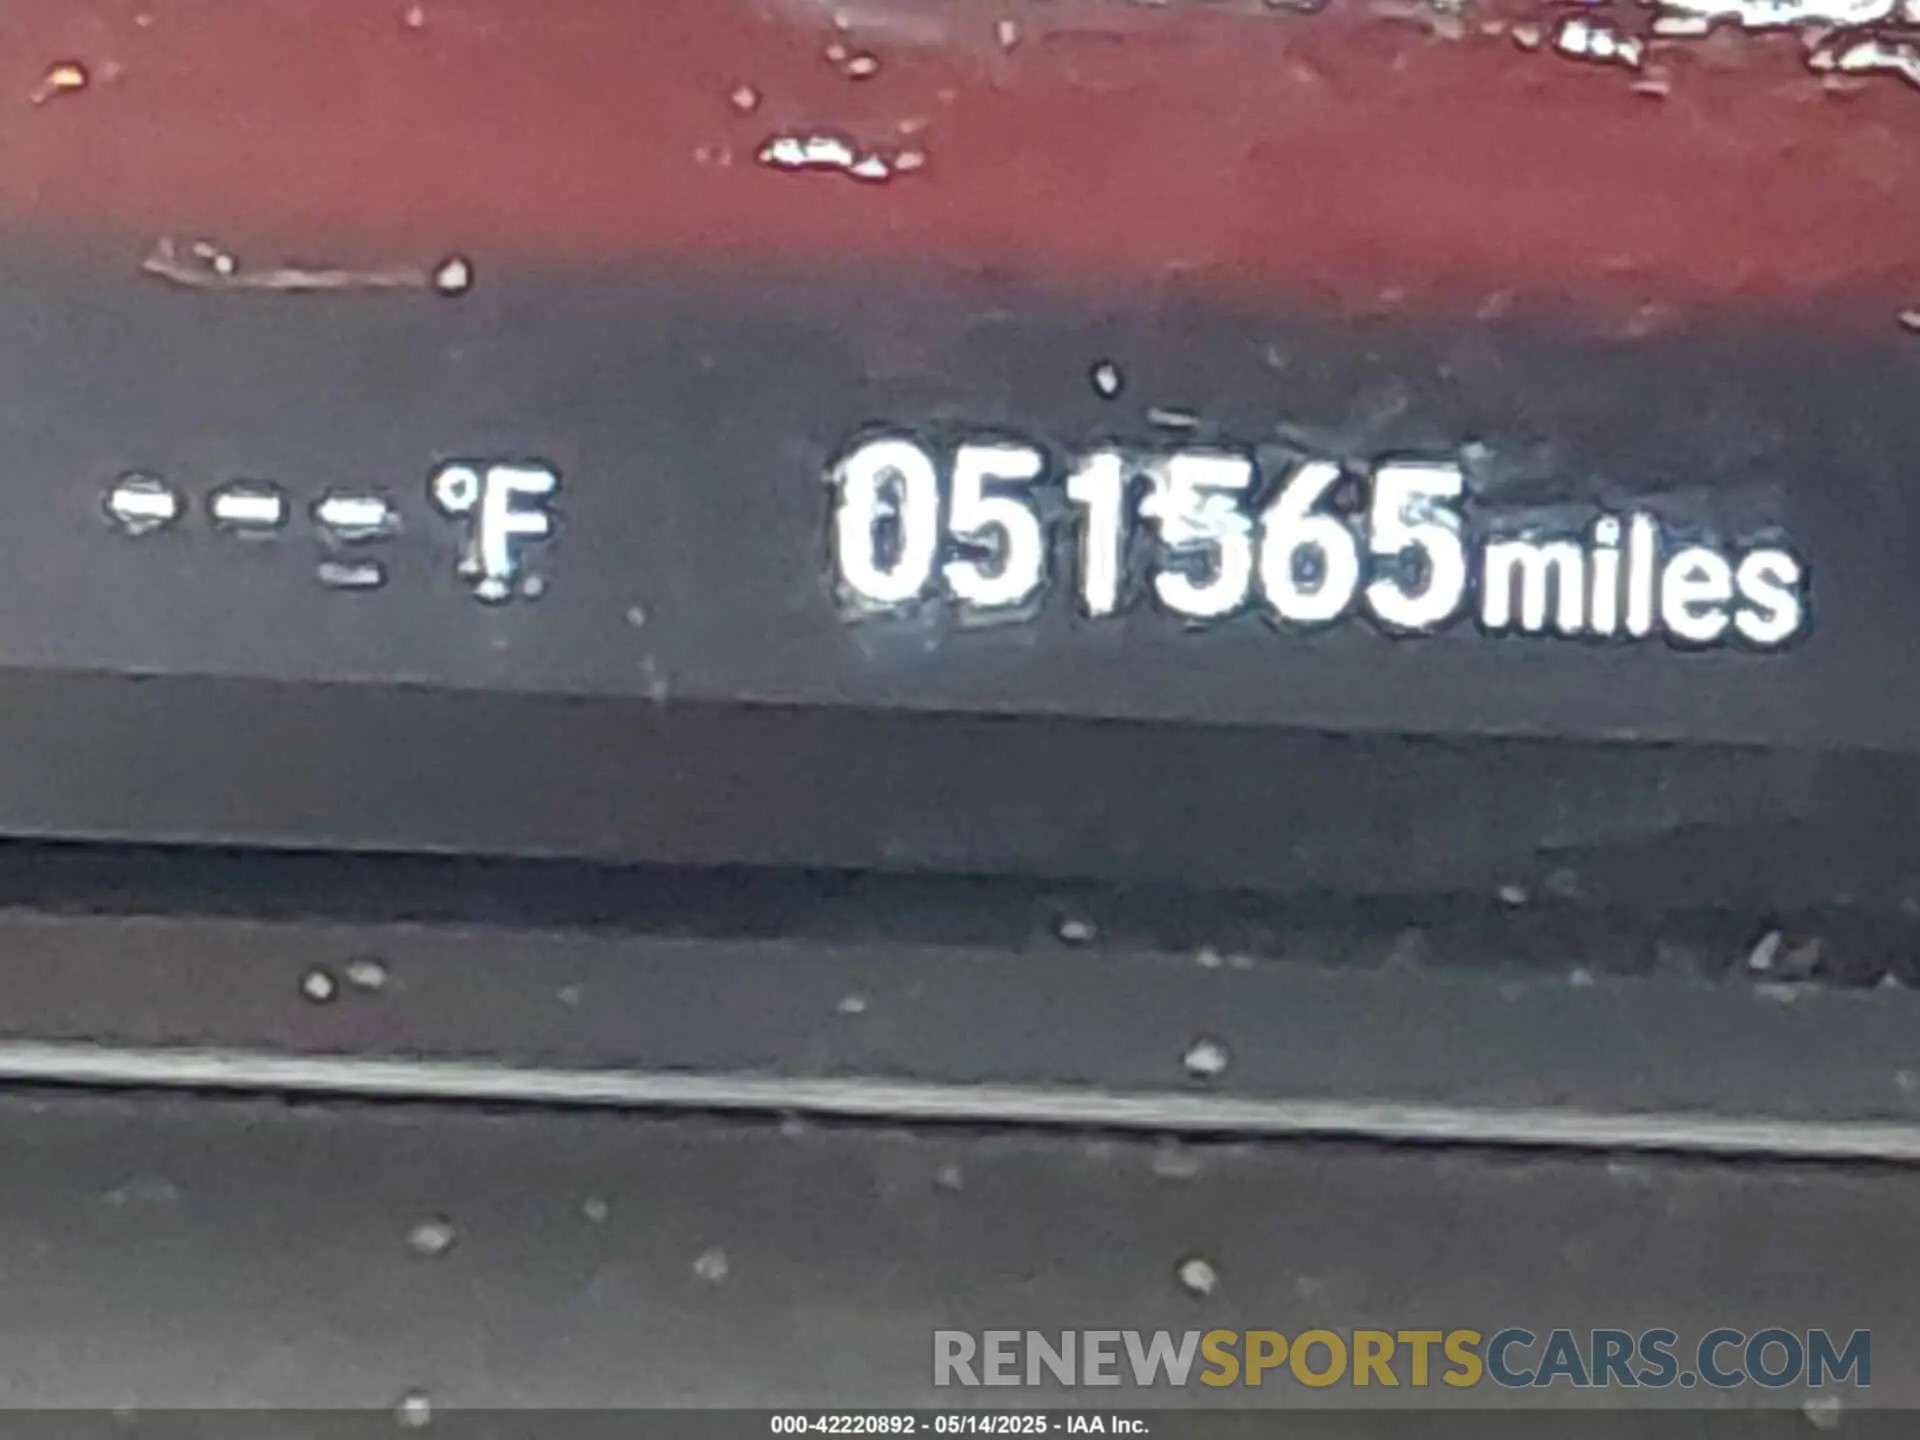 ---°F 051565miles
RENEWSPORTSCARS.COM
000-42220892 - 05/14/2025 - IAA Inc.